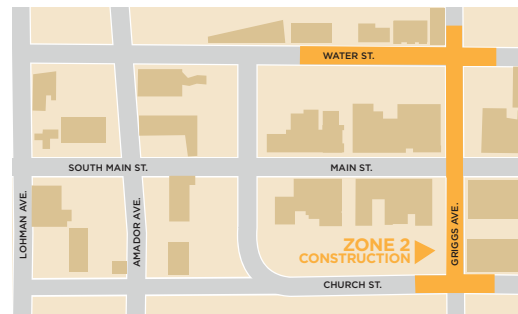 WATER ST.
SOUTH MAIN ST.
MAIN ST.
LOHMAN AVE.
AMADOR AVE.
GRIGGS AVE.
ZONE 2
CONSTRUCTION
CHURCH ST.